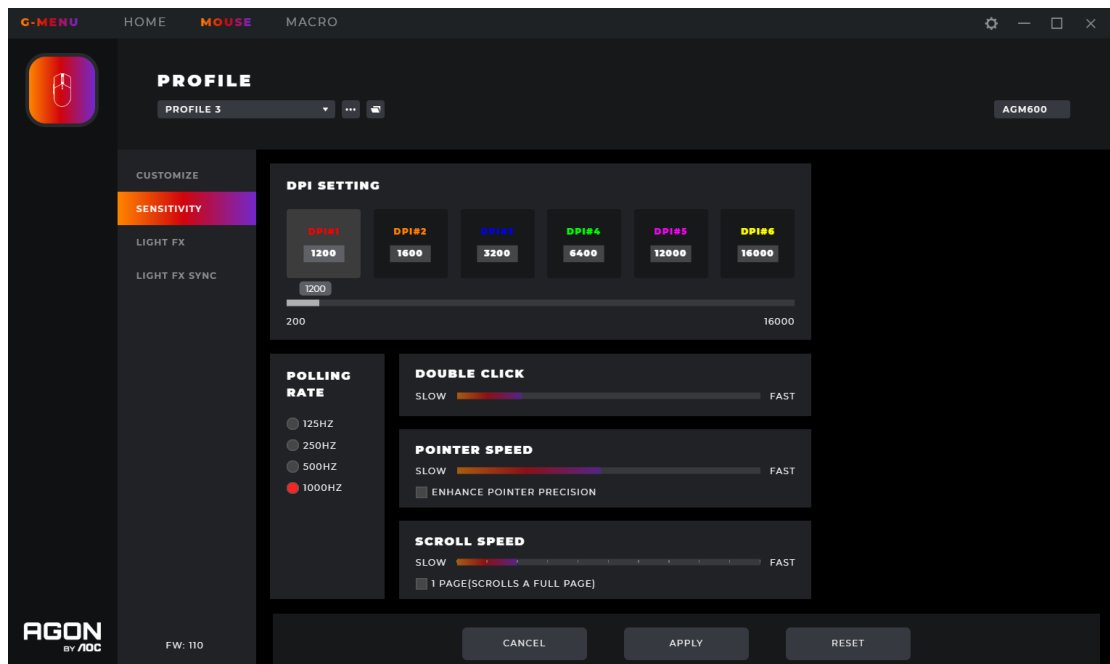 G-MENU HOME MOUSE MACRO
PROFILE
PROFILE 3 AGM600
CUSTOMIZE
SENSITIVITY
LIGHT FX
LIGHT FX SYNC
DPI SETTING
DPI#1 DPI#2 DPI#3 DPI#4 DPI#5 DPI#6
1200 1600 3200 6400 12000 16000
1200
200 16000
POLLING
RATE
125HZ
250HZ
500HZ
1000HZ
DOUBLE CLICK
SLOW FAST
POINTER SPEED
SLOW FAST
ENHANCE POINTER PRECISION
SCROLL SPEED
SLOW FAST
1 PAGE(SCROLLS A FULL PAGE)
AGON
BY AOC
FW: 110
CANCEL APPLY RESET